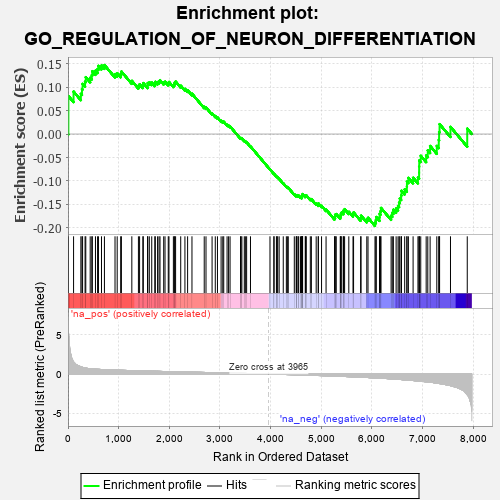 Enrichment plot:
GO_REGULATION_OF_NEURON_DIFFERENTIATION
Enrichment score (ES)
0.15
0.10
0.05
0.00
-0.05
-0.10
-0.15
-0.20
'na_pos' (positively correlated)
Ranked list metric (PreRanked)
5
0
-5
Zero cross at 3965
'na_neg' (negatively correlated)
0
1,000
2,000
3,000
4,000
5,000
6,000
7,000
8,000
Rank in Ordered Dataset
Enrichment profile
Hits
Ranking metric scores